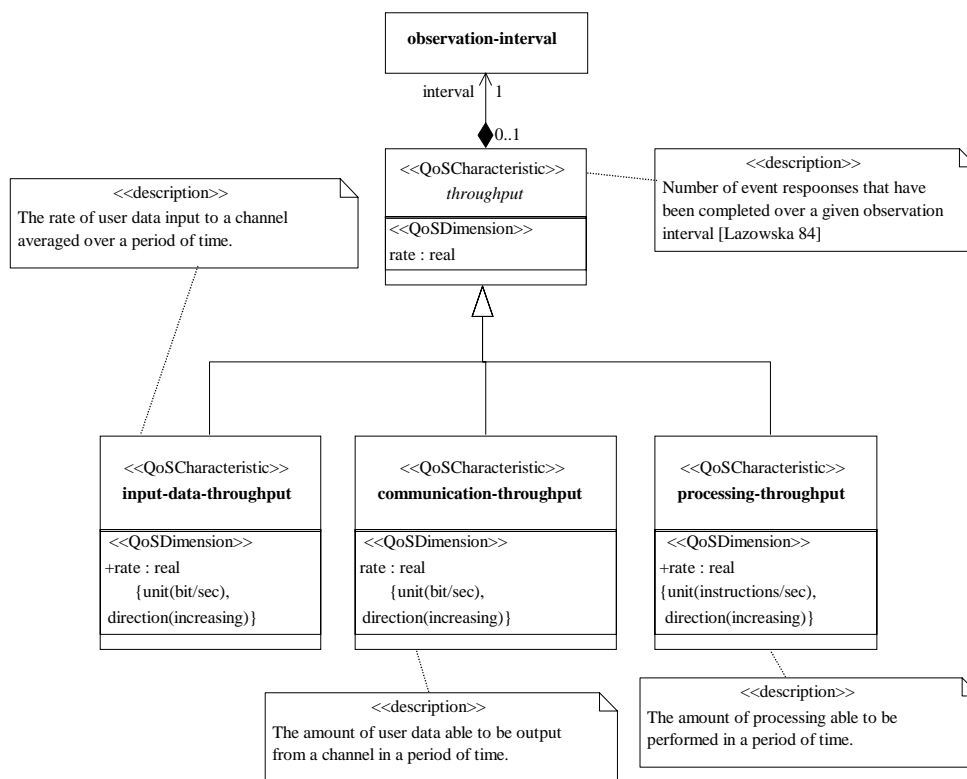 observation-interval
interval 1
0..1
<<QoSCharacteristic>>
throughput
<<QoSDimension>>
rate : real
<<description>>
The rate of user data input to a channel
averaged over a period of time.
<<description>>
Number of event respoonses that have
been completed over a given observation
interval [Lazowska 84]
<<QoSCharacteristic>>
input-data-throughput
<<QoSDimension>>
+rate : real
{unit(bit/sec),
direction(increasing)}
<<QoSCharacteristic>>
communication-throughput
<<QoSDimension>>
rate : real
{unit(bit/sec),
direction(increasing)}
<<QoSCharacteristic>>
processing-throughput
<<QoSDimension>>
+rate : real
{unit(instructions/sec),
direction(increasing)}
<<description>>
The amount of user data able to be output
from a channel in a period of time.
<<description>>
The amount of processing able to be
performed in a period of time.